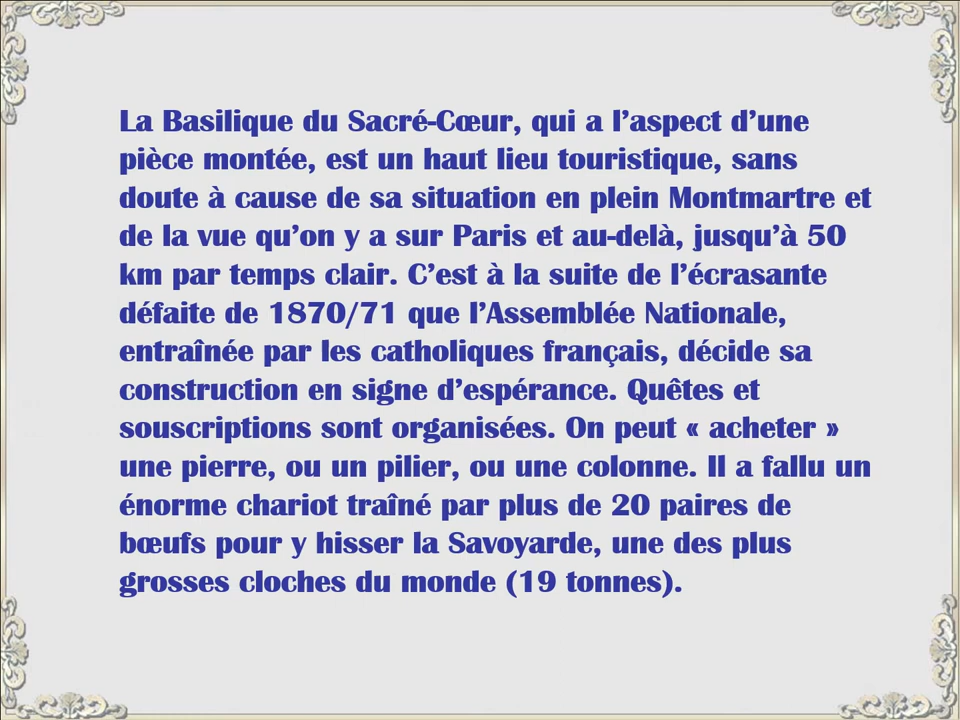 La Basilique du Sacré-Cœur, qui a l’aspect d’une
pièce montée, est un haut lieu touristique, sans
doute à cause de sa situation en plein Montmartre et
de la vue qu’on y a sur Paris et au-delà, jusqu’à 50
km par temps clair. C’est à la suite de l’écrasante
défaite de 1870/71 que l’Assemblée Nationale,
entraînée par les catholiques français, décide sa
construction en signe d’espérance. Quêtes et
souscriptions sont organisées. On peut « acheter »
une pierre, ou un pilier, ou une colonne. Il a fallu un
énorme chariot traîné par plus de 20 paires de
bœufs pour y hisser la Savoyarde, une des plus
grosses cloches du monde (19 tonnes).